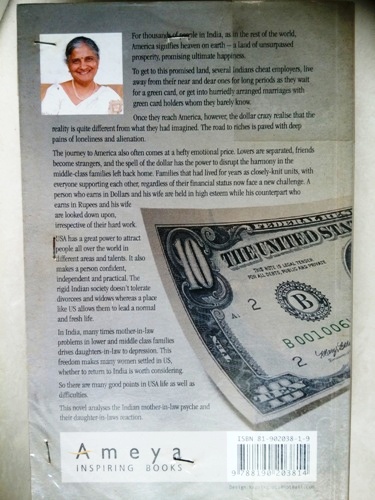 For thousands of people in India, as in the rest of the world,
America signifies heaven on earth – a land of unsurpassed
prosperity, promising ultimate happiness.
To get to this promised land, several Indians cheat employers, live
away from their near and dear ones for long periods as they wait
for a green card, or get into hurriedly arranged marriages with
green card holders whom they barely know.
Once they reach America, however, the dollar crazy realise that the
reality is quite different from what they had imagined. The road to riches is paved with deep
pains of loneliness and alienation.
The journey to America also often comes at a hefty emotional price. Lovers are separated, friends
become strangers, and the spell of the dollar has the power to disrupt the harmony in the
middle-class families left back home. Families that had lived for years as closely-knit units, with
everyone supporting each other, regardless of their financial status now face a new challenge. A
person who earns in Dollars and his wife are held in high esteem while his counterpart who
earns in Rupees and his wife
are looked down upon,
irrespective of their hard work.
USA has a great power to attract
people all over the world in
different areas and talents. It also
makes a person confident,
independent and practical. The
rigid Indian society doesn't tolerate
divorcees and widows whereas a place
like US allows them to lead a normal
and fresh life.
In India, many times mother-in-law
problems in lower and middle class families
drives daughters-in-law to depression. This
freedom makes many women settled in US,
whether to return to India is worth considering.
So there are many good points in USA life as well as
difficulties.
This novel analyses the Indian mother-in-law psyche and
their daughter-in-laws reaction.
FEDERAL RES
THE UNITED STA
THIS NOTE IS LEGAL TENDER
FOR ALL DEBTS, PUBLIC AND PRIVATE
10
A
2
B
B001006
2
Ameya
INSPIRING BOOKS
ISBN 81-902038-1-9
9 788190 203814